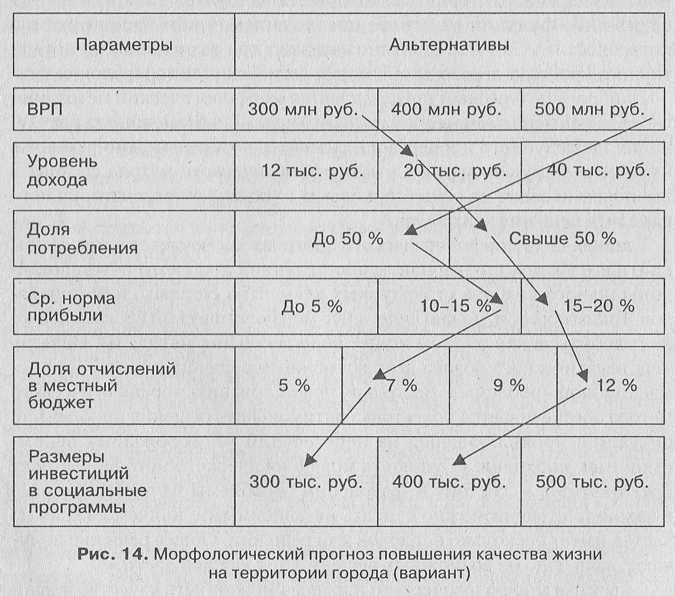 Параметры Альтернативы
ВРП 300 млн руб. 400 млн руб. 500 млн руб.
Уровень
дохода 12 тыс. руб. 20 тыс. руб. 40 тыс. руб.
Доля
потребления До 50 % Свыше 50 %
Ср. норма
прибыли До 5 % 10–15 % 15–20 %
Доля отчислений
в местный
бюджет 5 % 7 % 9 % 12 %
Размеры
инвестиций
в социальные
программы 300 тыс. руб. 400 тыс. руб. 500 тыс. руб.
Рис. 14. Морфологический прогноз повышения качества жизни
на территории города (вариант)